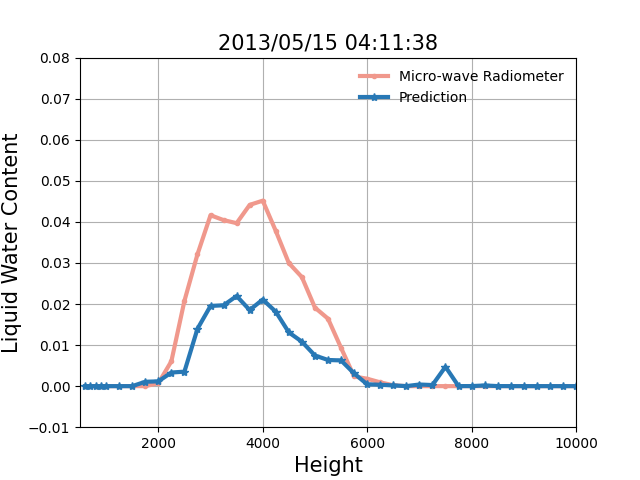 2013/05/15 04:11:38
Micro-wave Radiometer
Prediction
Liquid Water Content
0.08
0.07
0.06
0.05
0.04
0.03
0.02
0.01
0.00
−0.01
2000 4000 6000 8000 10000
Height